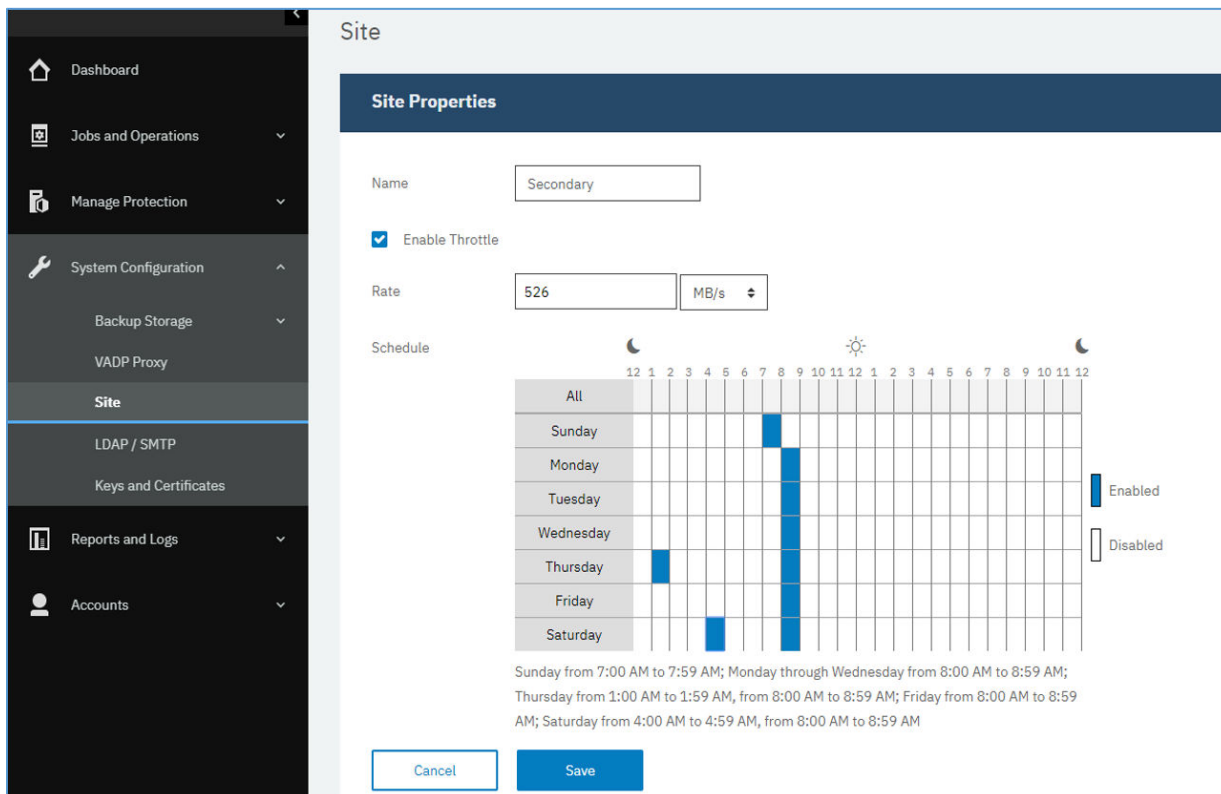 Dashboard
Jobs and Operations
Manage Protection
System Configuration
Backup Storage
VADP Proxy
Site
LDAP / SMTP
Keys and Certificates
Reports and Logs
Accounts
Site
Site Properties
Name
Secondary
Enable Throttle
Rate
526
MB/s
Schedule
12 1 2 3 4 5 6 7 8 9 10 11 12 1 2 3 4 5 6 7 8 9 10 11 12
All
Sunday
Monday
Tuesday
Wednesday
Thursday
Friday
Saturday
Enabled
Disabled
Sunday from 7:00 AM to 7:59 AM; Monday through Wednesday from 8:00 AM to 8:59 AM;
Thursday from 1:00 AM to 1:59 AM, from 8:00 AM to 8:59 AM; Friday from 8:00 AM to 8:59
AM; Saturday from 4:00 AM to 4:59 AM, from 8:00 AM to 8:59 AM
Cancel
Save